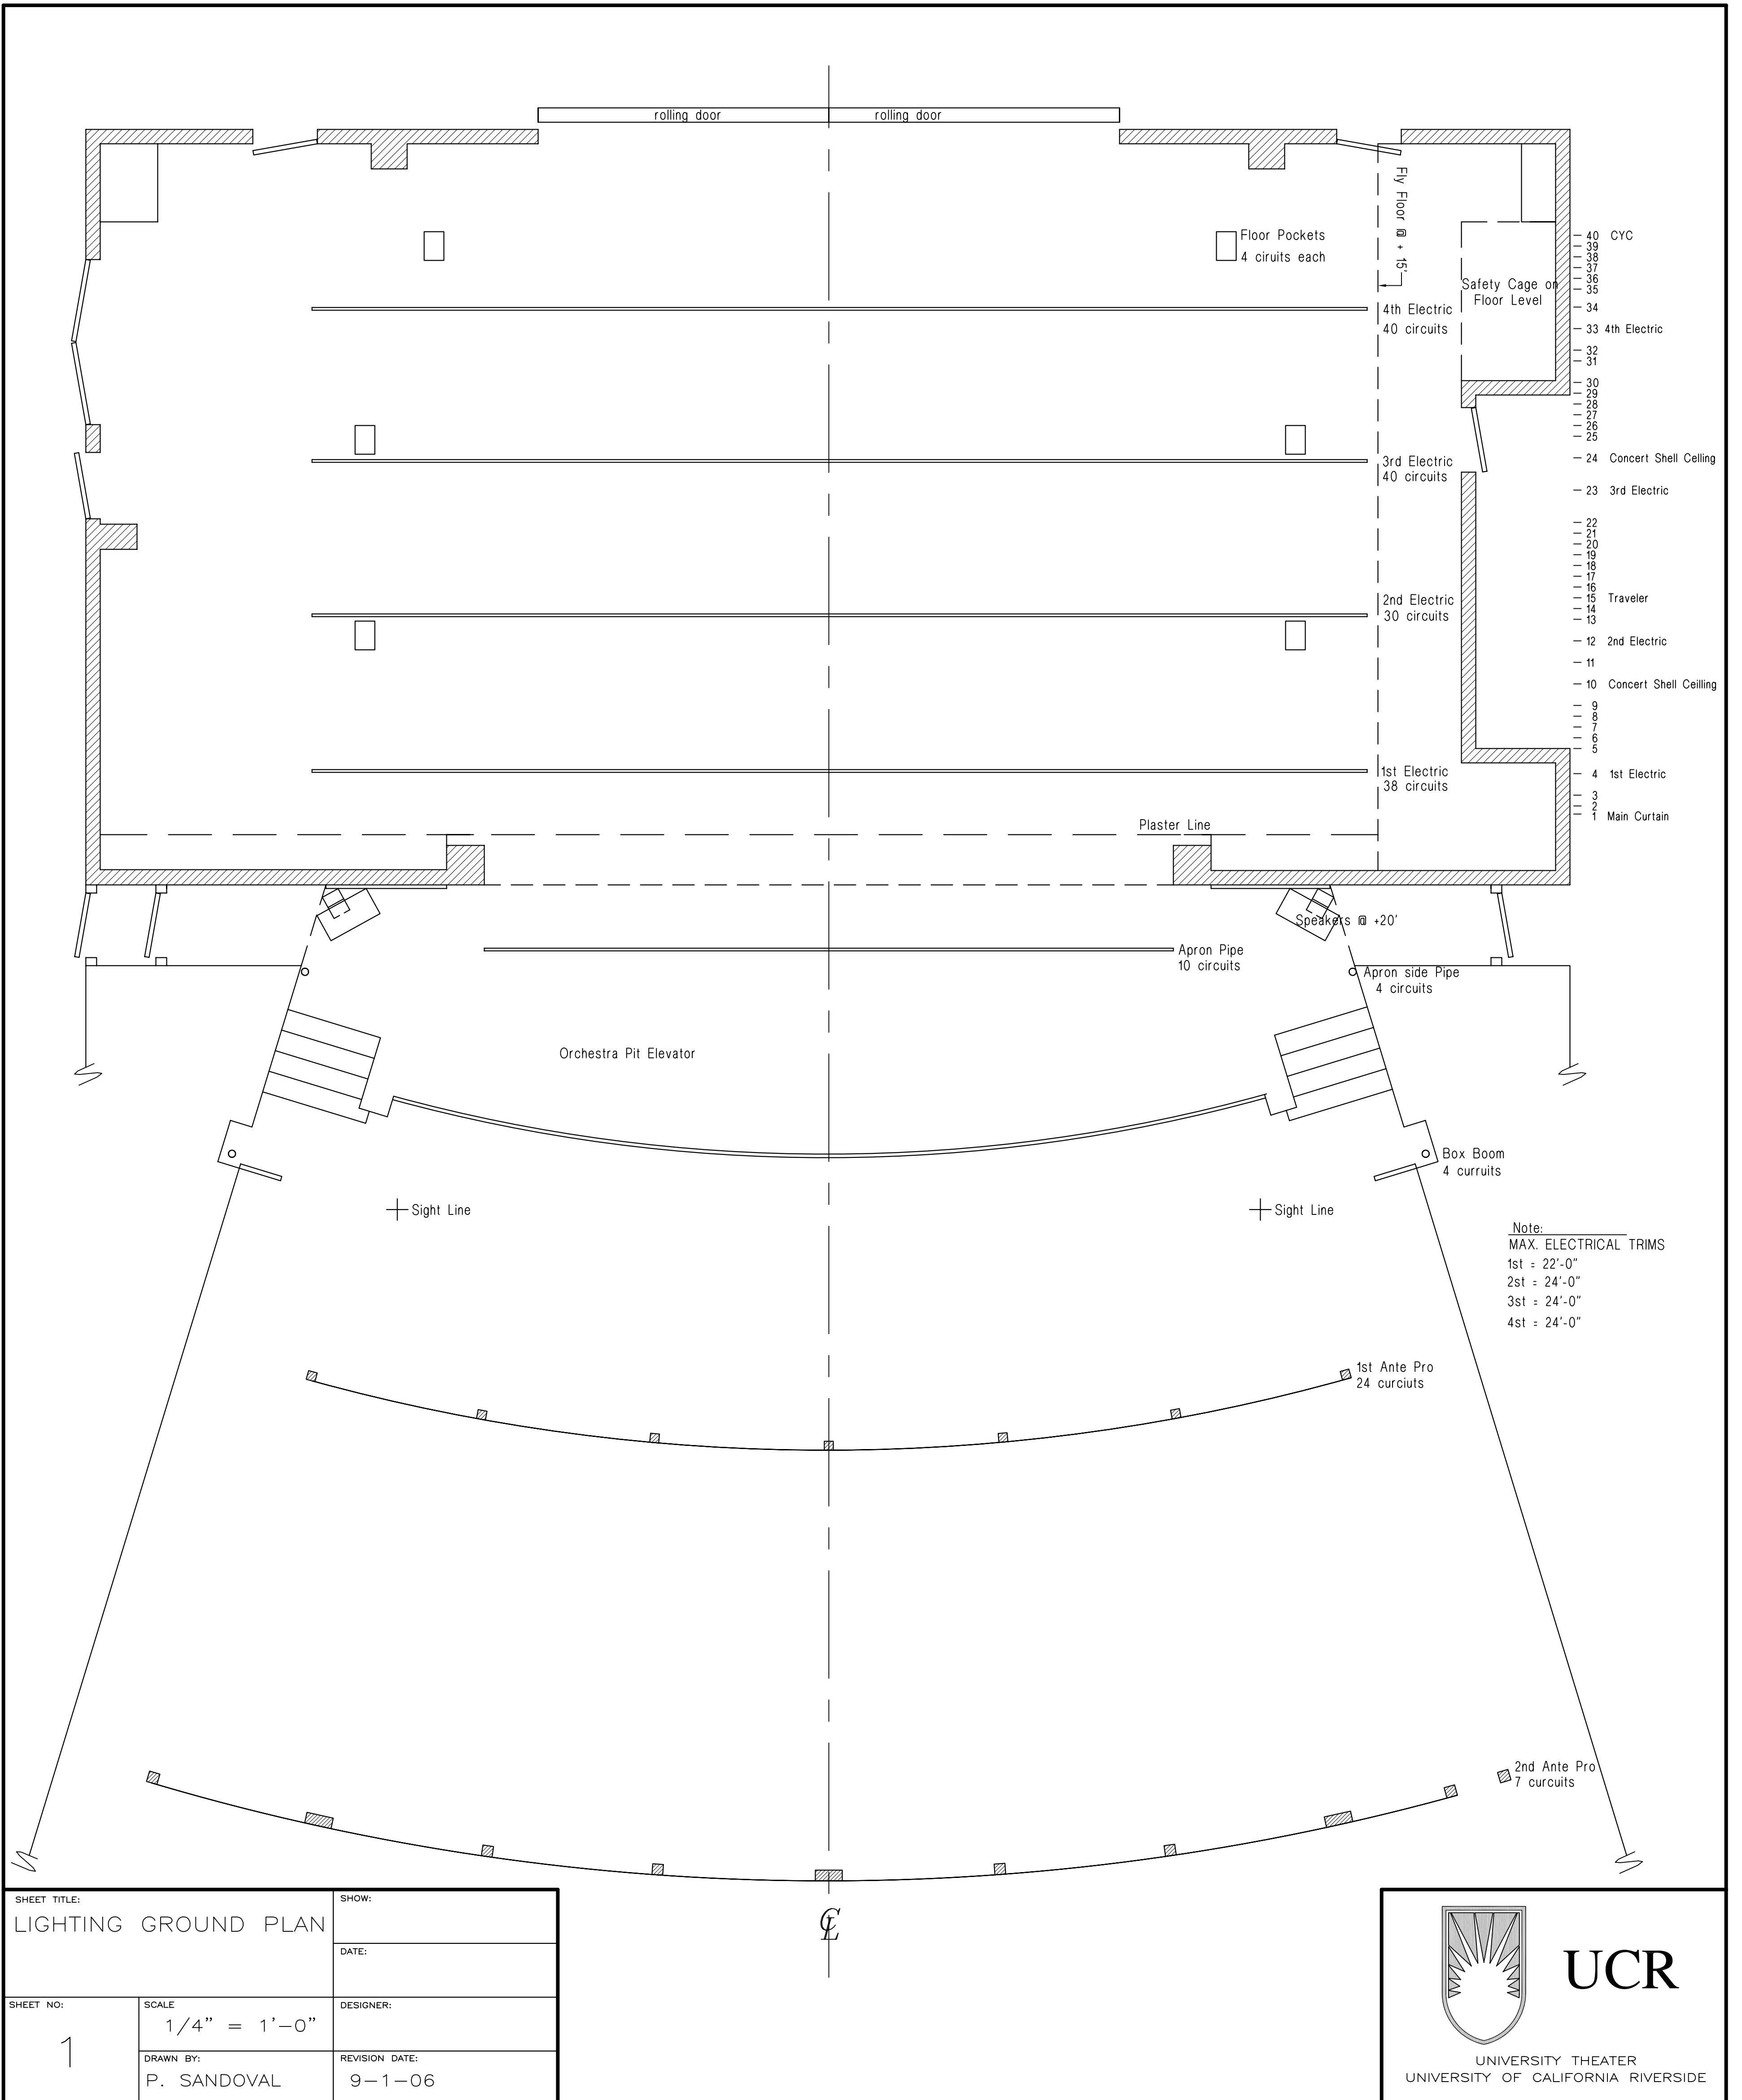 rolling door
rolling door
Fly Floor @ + 15'
Floor Pockets
4 ciruits each
Safety Cage on
Floor Level
4th Electric
40 circuits
3rd Electric
40 circuits
2nd Electric
30 circuits
1st Electric
38 circuits
Plaster Line
40 CYC
39
38
37
36
35
34
33 4th Electric
32
31
30
29
28
27
26
25
24 Concert Shell Celling
23 3rd Electric
22
21
20
19
18
17
16
15 Traveler
14
13
12 2nd Electric
11
10 Concert Shell Ceilling
9
8
7
6
5
4 1st Electric
3
2
1 Main Curtain
Speakers @ +20'
Apron Pipe
10 circuits
Apron side Pipe
4 circuits
Orchestra Pit Elevator
Box Boom
4 curruits
Sight Line
Sight Line
Note:
MAX. ELECTRICAL TRIMS
1st = 22'-0"
2st = 24'-0"
3st = 24'-0"
4st = 24'-0"
1st Ante Pro
24 curciuts
2nd Ante Pro
7 curcuits
CL
SHEET TITLE:
LIGHTING GROUND PLAN
SHOW:
DATE:
SHEET NO:
1
SCALE
1/4" = 1'-0"
DESIGNER:
DRAWN BY:
P. SANDOVAL
REVISION DATE:
9-1-06
UCR
UNIVERSITY THEATER
UNIVERSITY OF CALIFORNIA RIVERSIDE